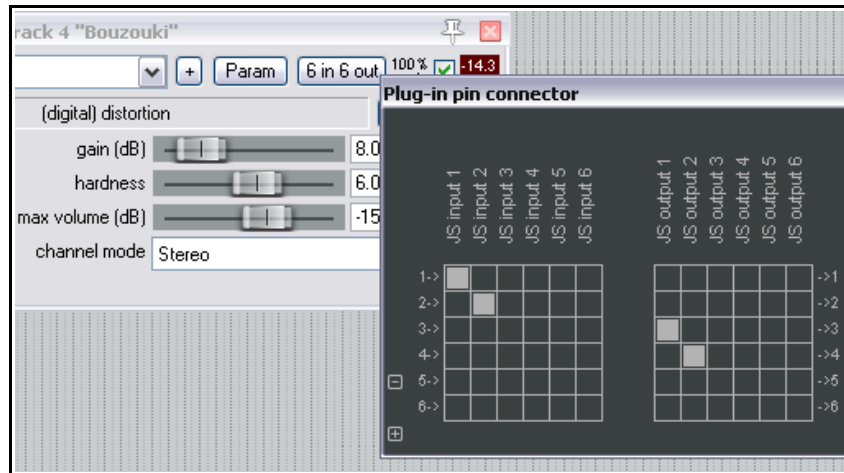 rack 4 "Bouzouki"
+ Param 6 in 6 out 100% -14.3
(digital) distortion
gain (dB) 8.0
hardness 6.0
max volume (dB) -15
channel mode Stereo
Plug-in pin connector
JS input 1
JS input 2
JS input 3
JS input 4
JS input 5
JS input 6
JS output 1
JS output 2
JS output 3
JS output 4
JS output 5
JS output 6
1-> ->1
2-> ->2
3-> ->3
4-> ->4
5-> ->5
6-> ->6